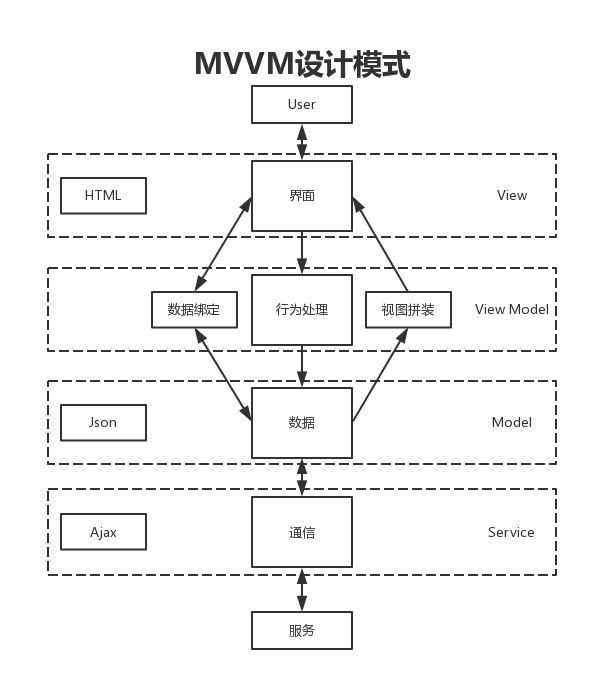 MVVM设计模式
User
HTML
界面
View
数据绑定
行为处理
视图拼装
View Model
Json
数据
Model
Ajax
通信
Service
服务